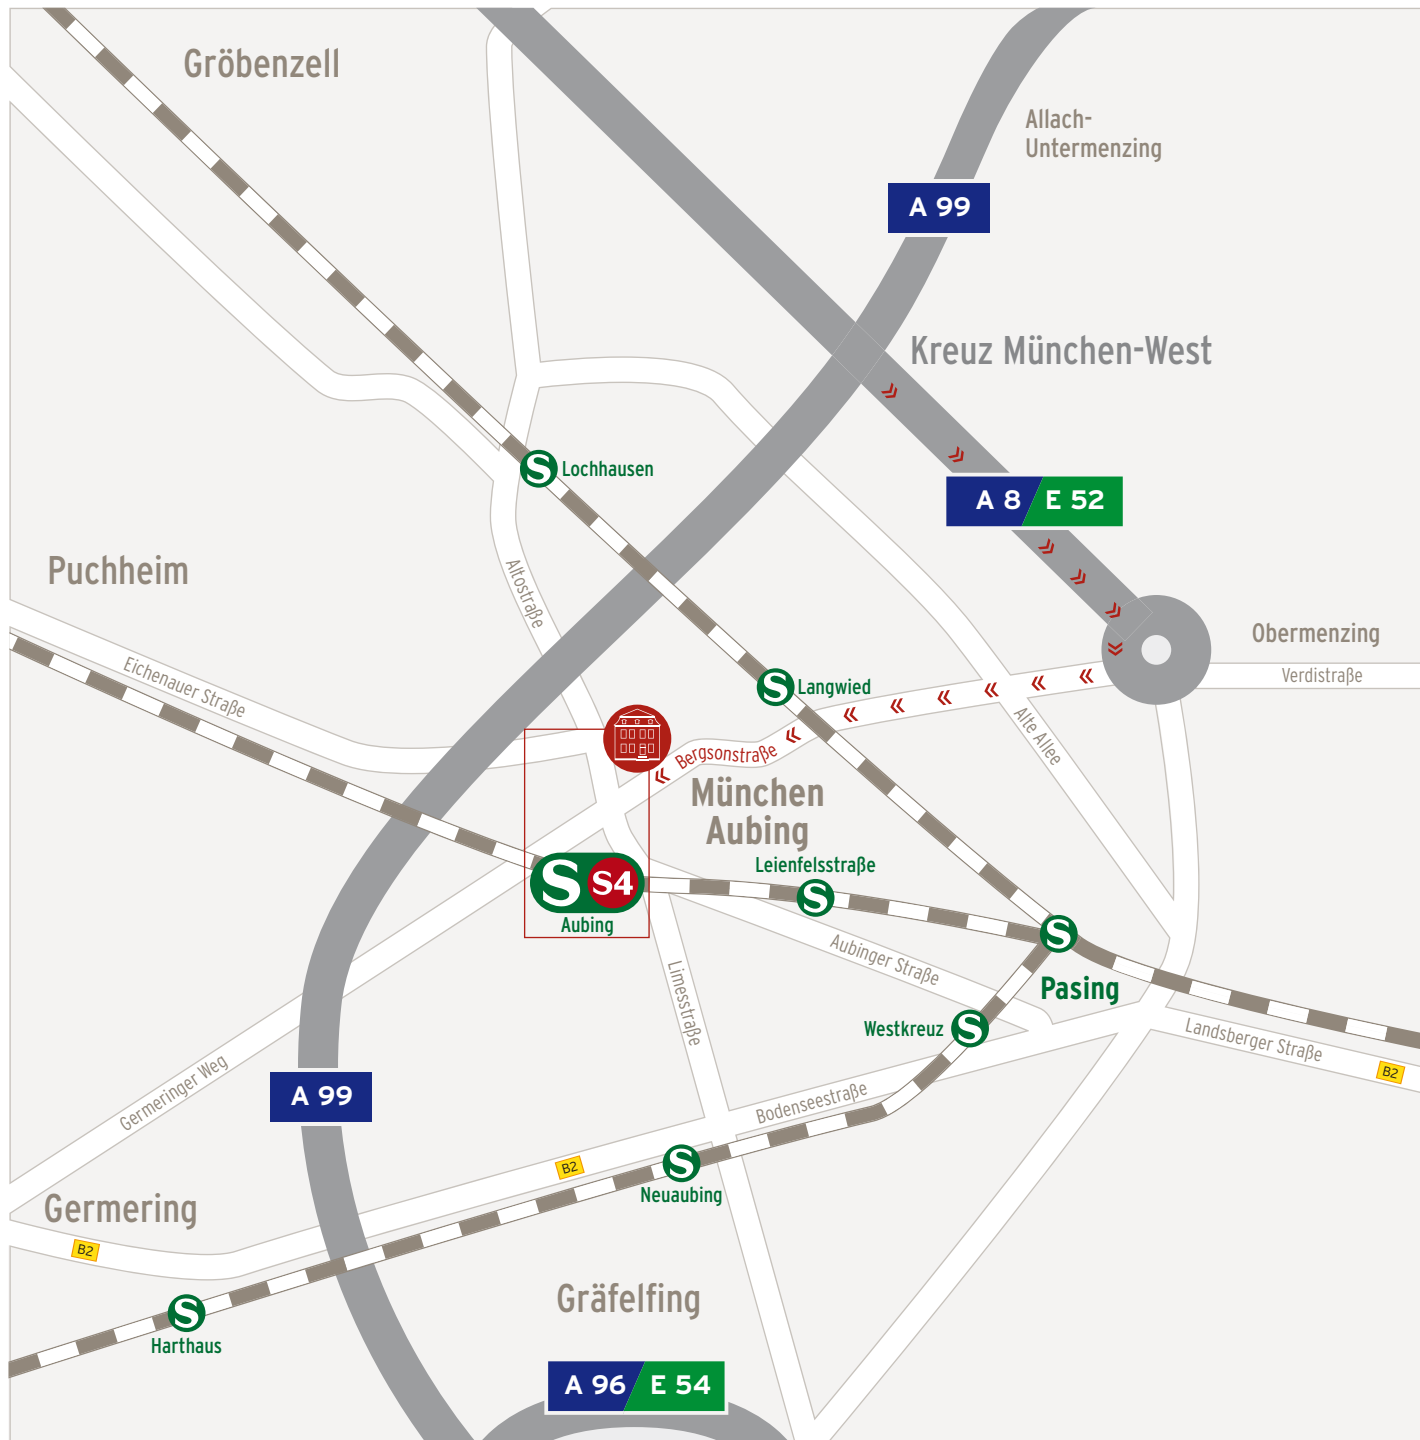 Gröbenzell
Allach-
Untermenzing
A 99
Kreuz München-West
S Lochhausen
A 8 E 52
Puchheim
Altostraße
Obermenzing
Verdistraße
Eichenauer Straße
S Langwied
Alte Allee
Bergsonstraße
München
Aubing
Leienfelsstraße
S
S S4
Aubing
S
Pasing
Aubinger Straße
Limesstraße
Westkreuz S
Landsberger Straße
B2
Germeringer Weg
A 99
Bodenseestraße
B2
S
Neuaubing
Germering
B2
S
Harthaus
Gräfelfing
A 96 E 54